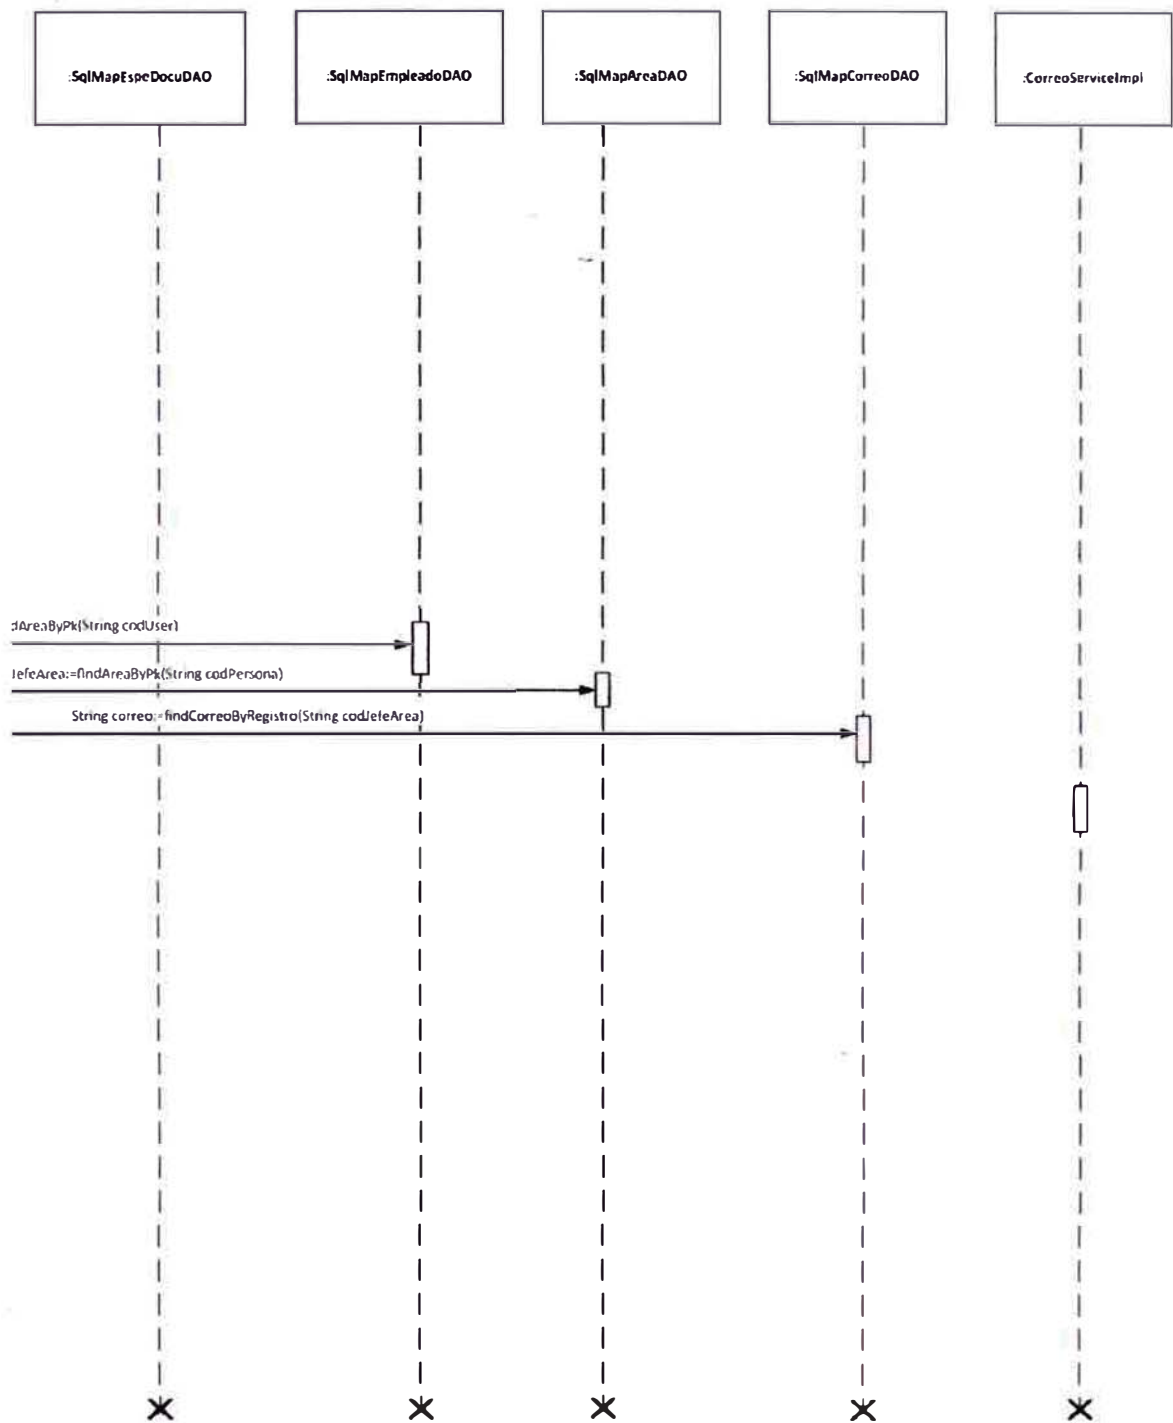 :SqlMapEspeDocuDAO
:SqlMapEmpleadoDAO
:SqlMapAreaDAO
:SqlMapCorreoDAO
:CorreoServiceImpl
dAreaByPk(String codUser)
JefeArea:=findAreaByPk(String codPersona)
String correo:=findCorreoByRegistro(String codJefeArea)